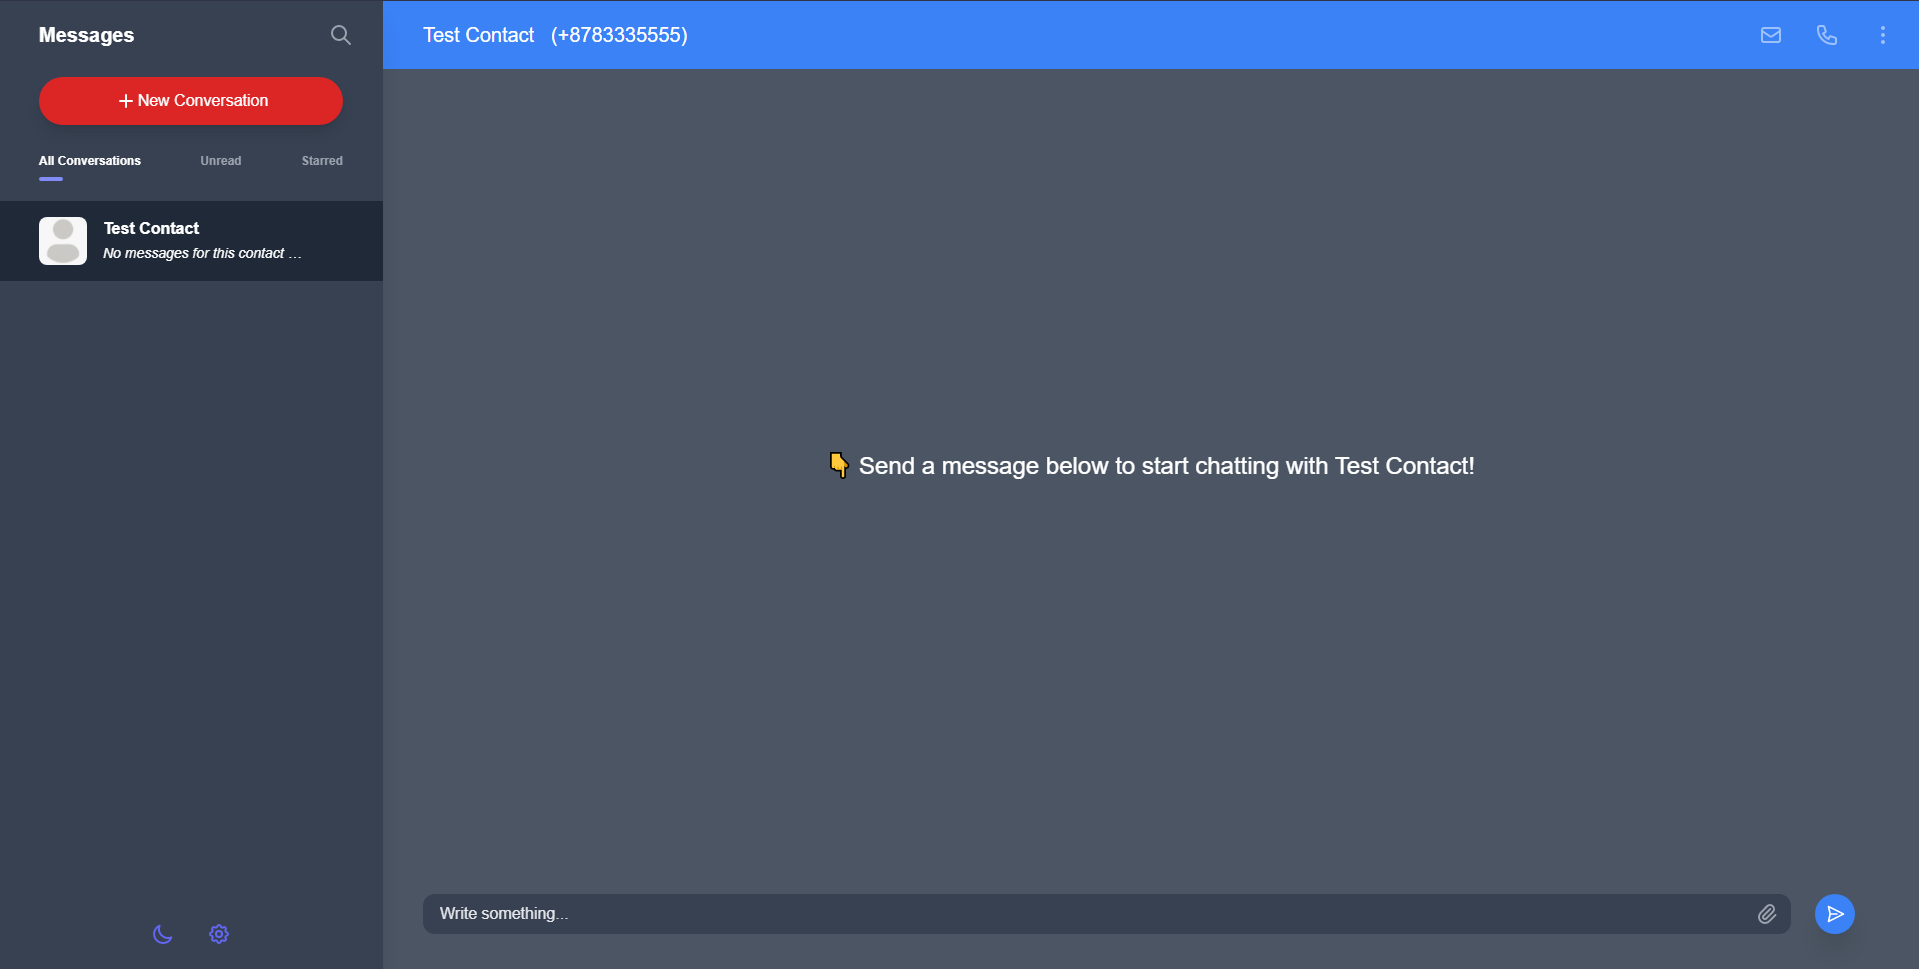 Messages
+ New Conversation
All Conversations Unread Starred
Test Contact
No messages for this contact ...
Test Contact (+8783335555)
👇 Send a message below to start chatting with Test Contact!
Write something...